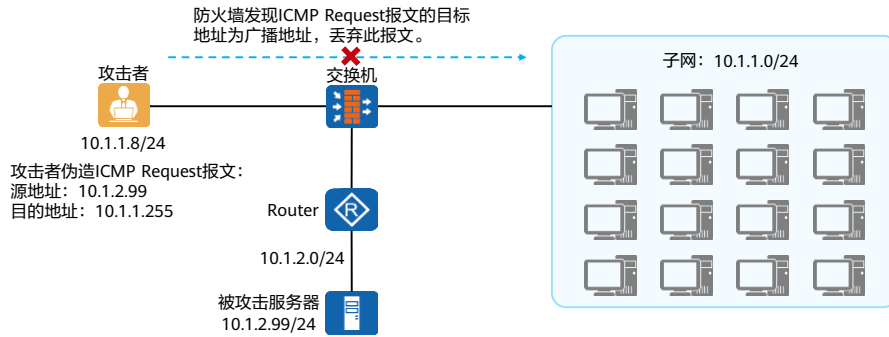 防火墙发现ICMP Request报文的目标
地址为广播地址，丢弃此报文。
攻击者
交换机
子网：10.1.1.0/24
10.1.1.8/24
攻击者伪造ICMP Request报文：
源地址：10.1.2.99
目的地址：10.1.1.255
Router
R
10.1.2.0/24
被攻击服务器
10.1.2.99/24